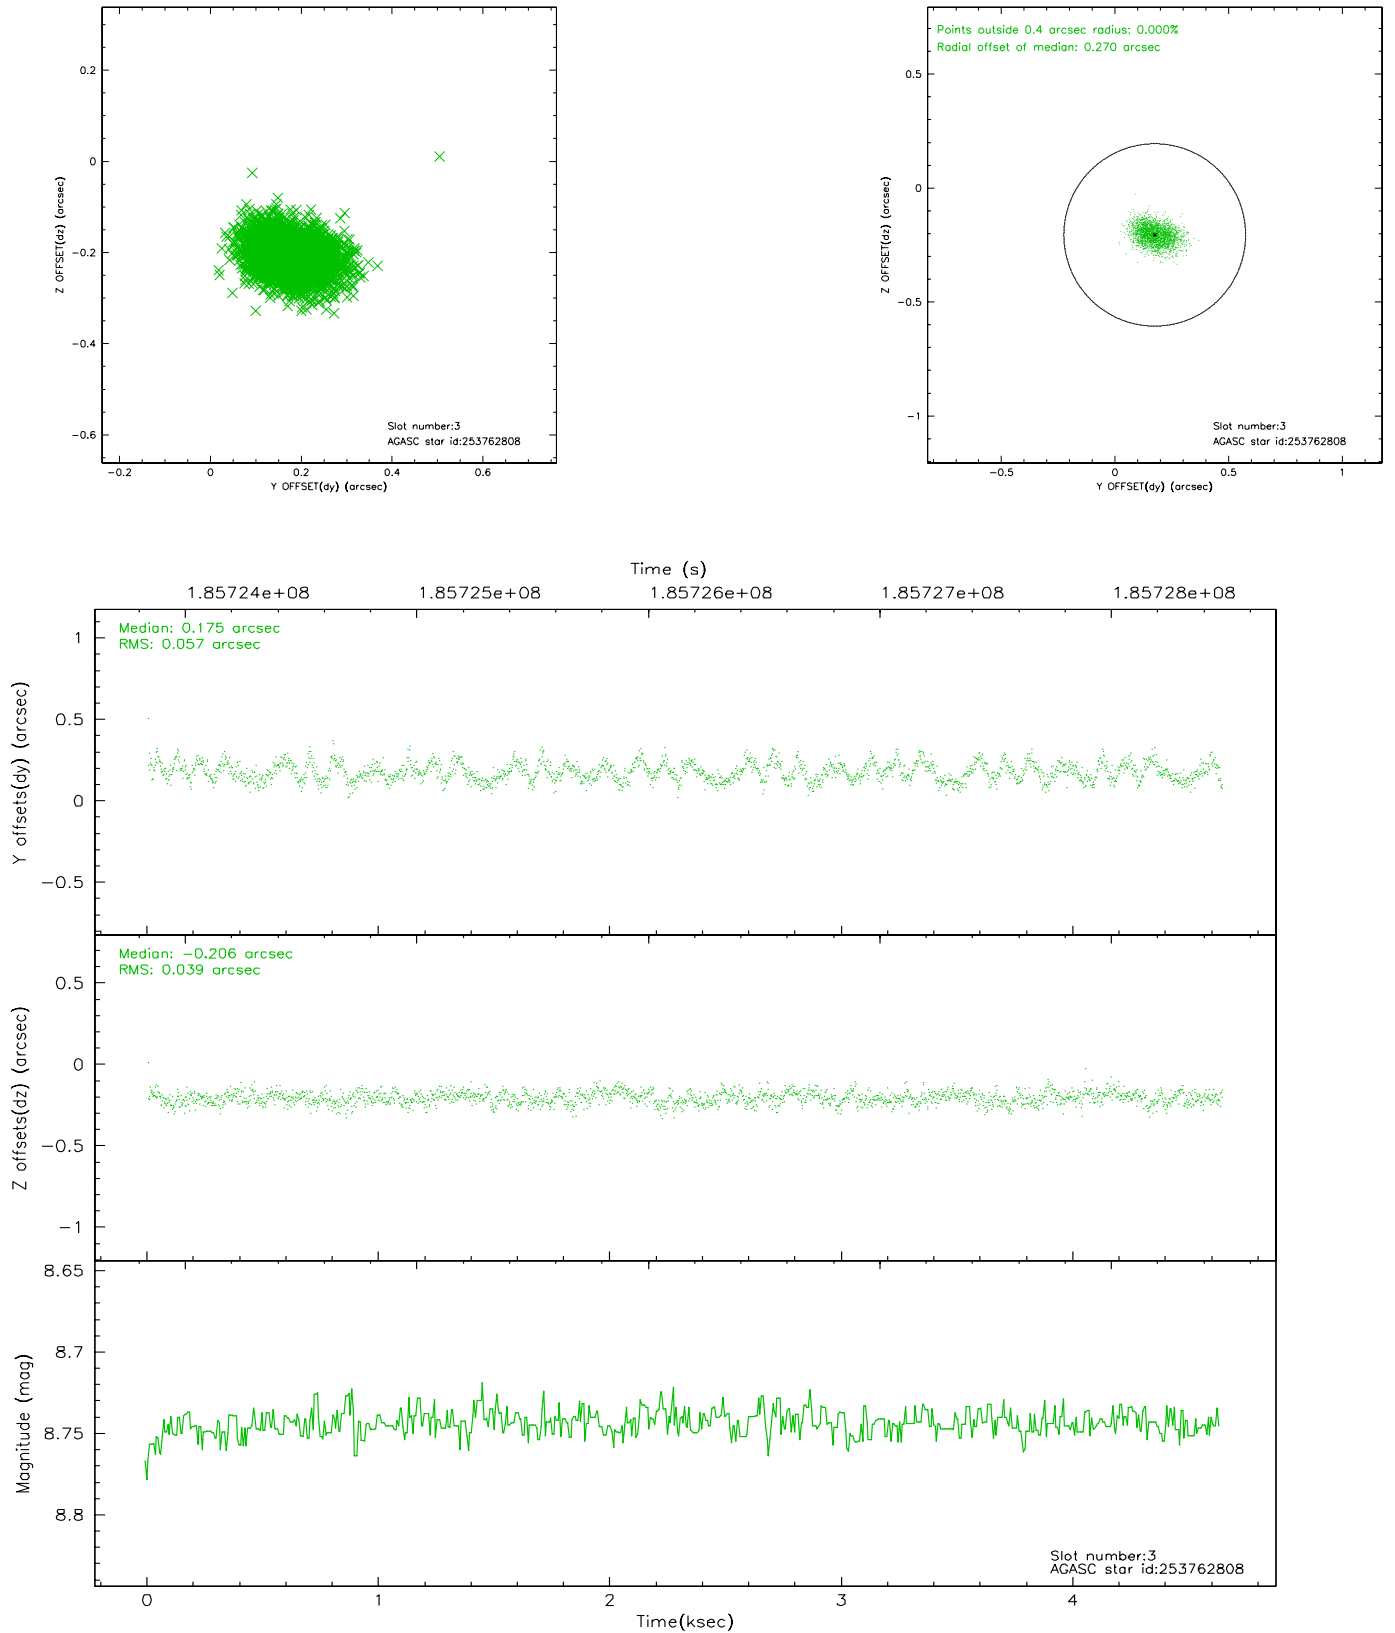 0.2
0
−0.2
−0.4
−0.6
Z OFFSET(dz) (arcsec)
Slot number:3
AGASC star id:253762808
−0.2
0
0.2
0.4
0.6
Y OFFSET(dy) (arcsec)
Points outside 0.4 arcsec radius: 0.000%
Radial offset of median: 0.270 arcsec
0.5
0
−0.5
−1
Z OFFSET(dz) (arcsec)
Slot number:3
AGASC star id:253762808
−0.5
0
0.5
1
Y OFFSET(dy) (arcsec)
Time (s)
1.85724e+08
1.85725e+08
1.85726e+08
1.85727e+08
1.85728e+08
Median: 0.175 arcsec
RMS: 0.057 arcsec
1
0.5
0
−0.5
Y offsets(dy) (arcsec)
Median: −0.206 arcsec
RMS: 0.039 arcsec
0.5
0
−0.5
−1
Z offsets(dz) (arcsec)
8.65
8.7
8.75
8.8
Magnitude (mag)
Slot number:3
AGASC star id:253762808
0
1
2
3
4
Time(ksec)